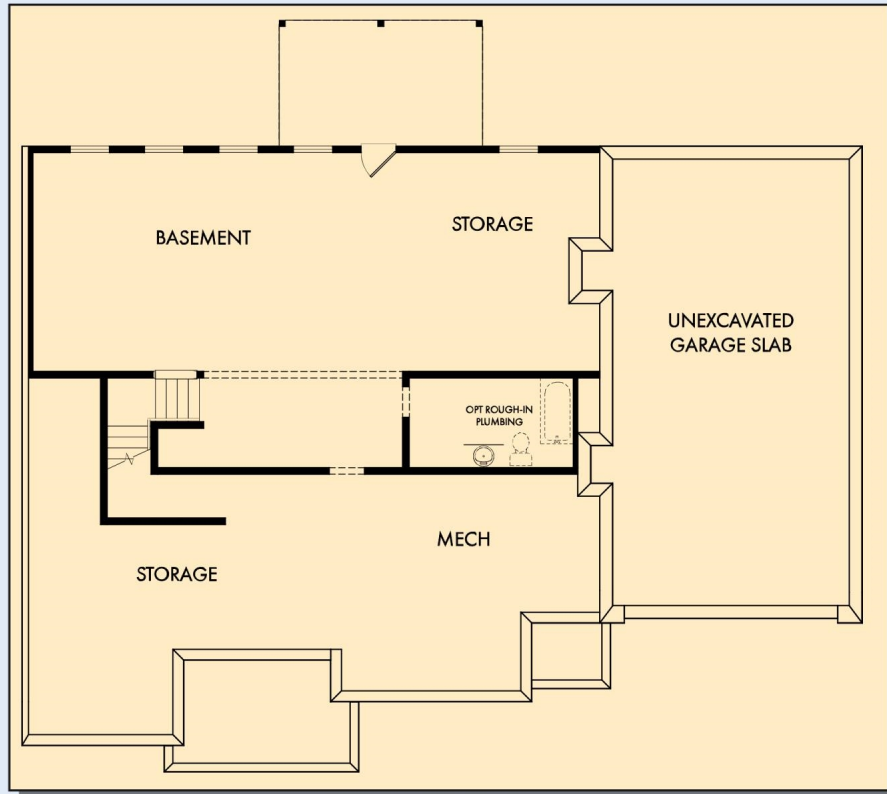 BASEMENT
STORAGE
UNEXCAVATED
GARAGE SLAB
OPT ROUGH-IN
PLUMBING
MECH
STORAGE